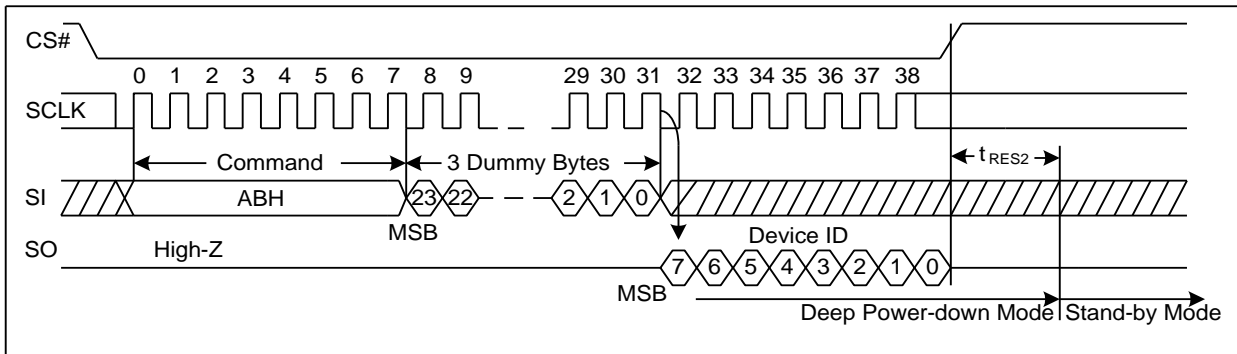 CS#
0 1 2 3 4 5 6 7 8 9 29 30 31 32 33 34 35 36 37 38
SCLK
Command 3 Dummy Bytes tRES2
SI ABH 23 22 2 1 0
MSB Device ID
SO High-Z
7 6 5 4 3 2 1 0
MSB
Deep Power-down Mode Stand-by Mode